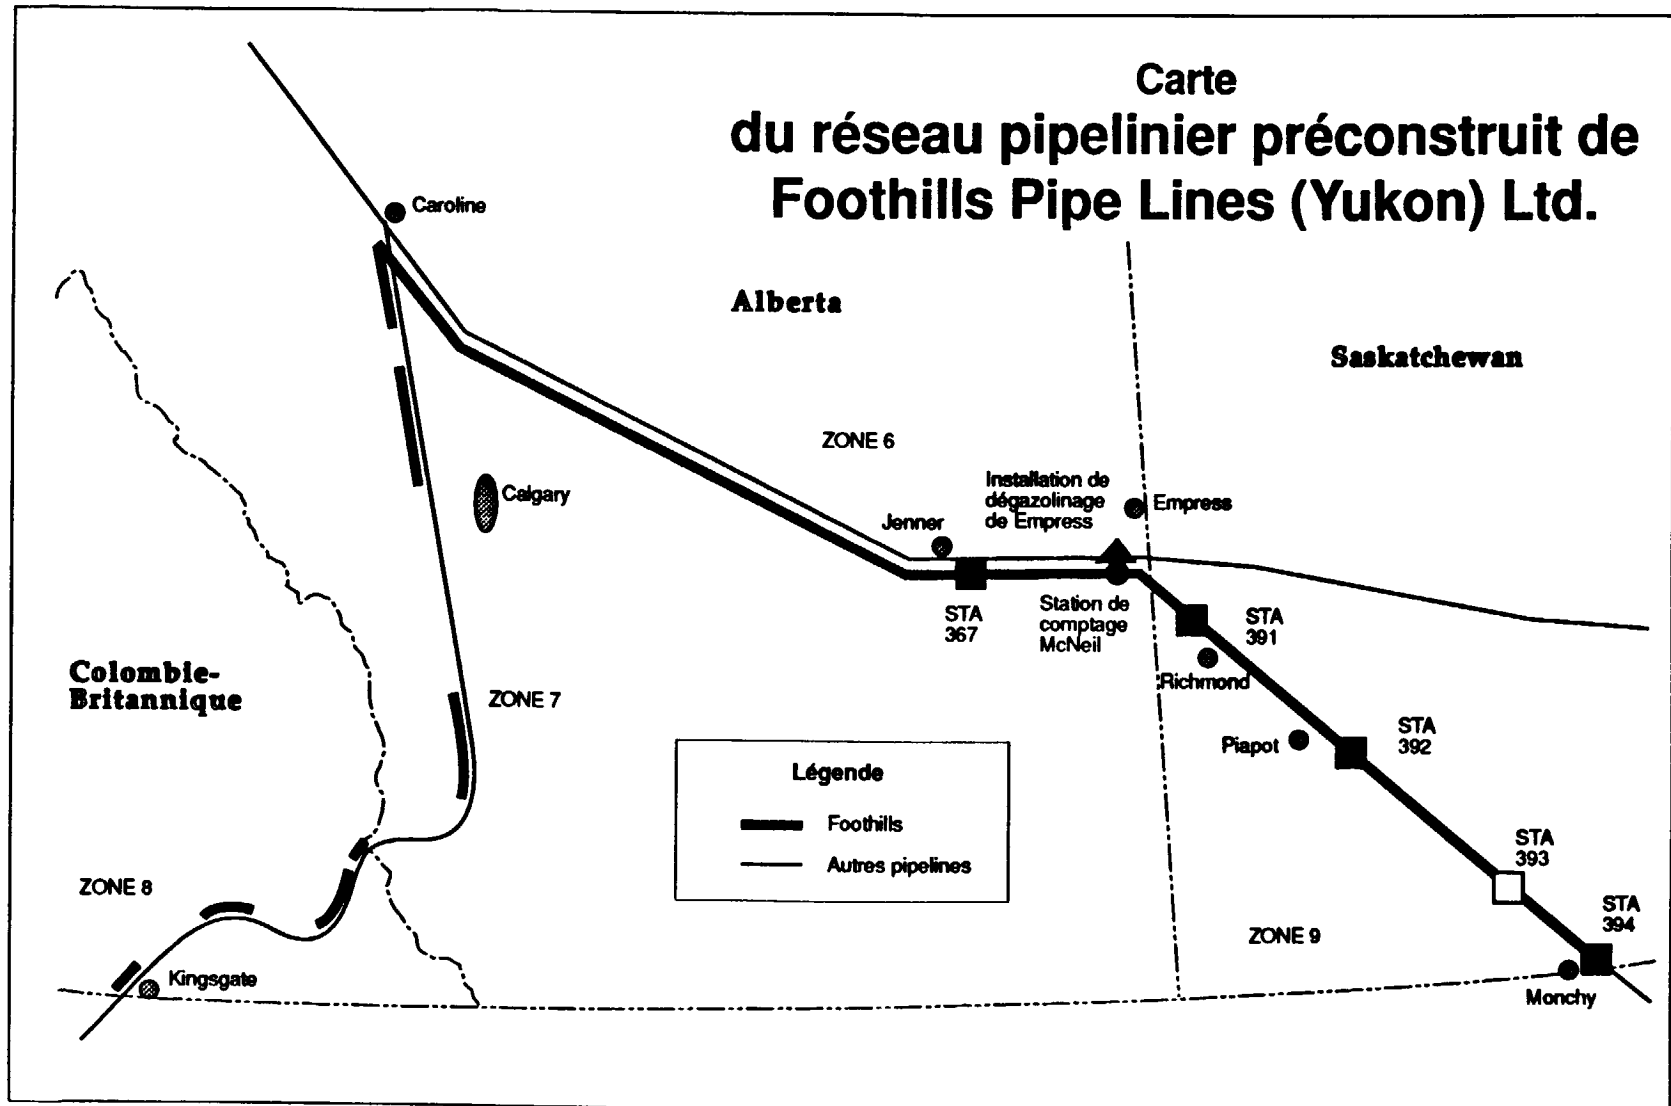 Carte
du réseau pipelinier préconstruit de
Foothills Pipe Lines (Yukon) Ltd.
Caroline
Alberta
Saskatchewan
ZONE 6
Calgary
Installation de
dégazolinage
de Empress
Empress
Jenner
STA
367
Station de
comptage
McNeil
STA
391
Richmond
Colombie-
Britannique
ZONE 7
STA
392
Piapot
Légende
Foothills
Autres pipelines
STA
393
ZONE 8
STA
394
ZONE 9
Kingsgate
Monchy